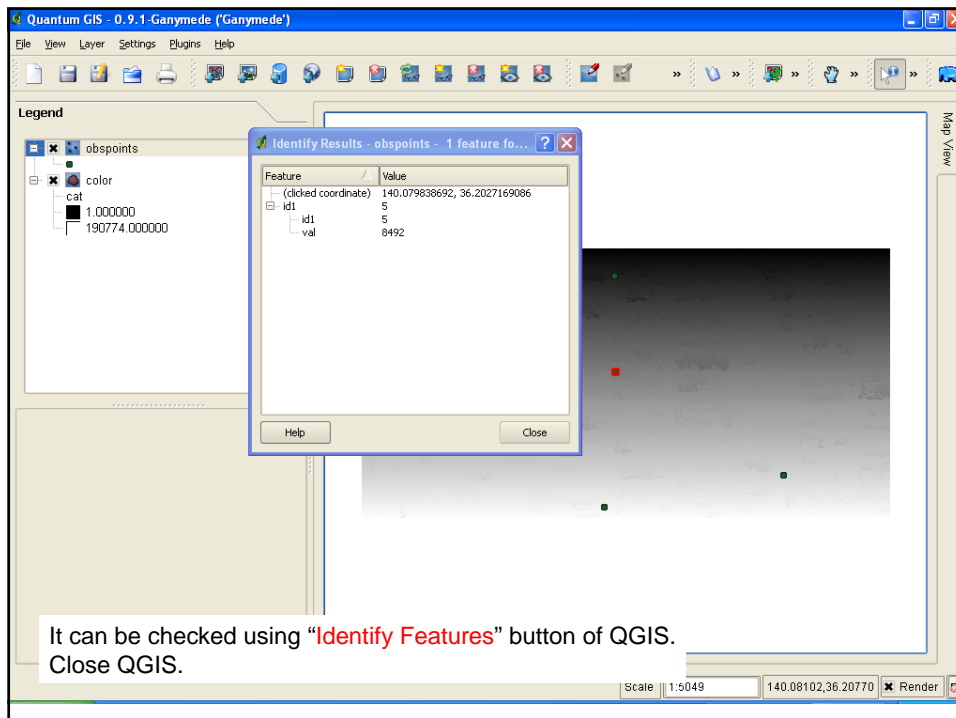 Quantum GIS - 0.9.1-Ganymede ('Ganymede')
File View Layer Settings Plugins Help
» » » » »
Legend
obspoints
color
cat
1.000000
190774.000000
Map View
Identify Results - obspoints - 1 feature fo...
Feature Value
(clicked coordinate) 140.079838692, 36.2027169086
id1 5
id1 5
val 8492
Help Close
It can be checked using “Identify Features” button of QGIS.
Close QGIS.
Scale 1:5049 140.08102,36.20770 Render